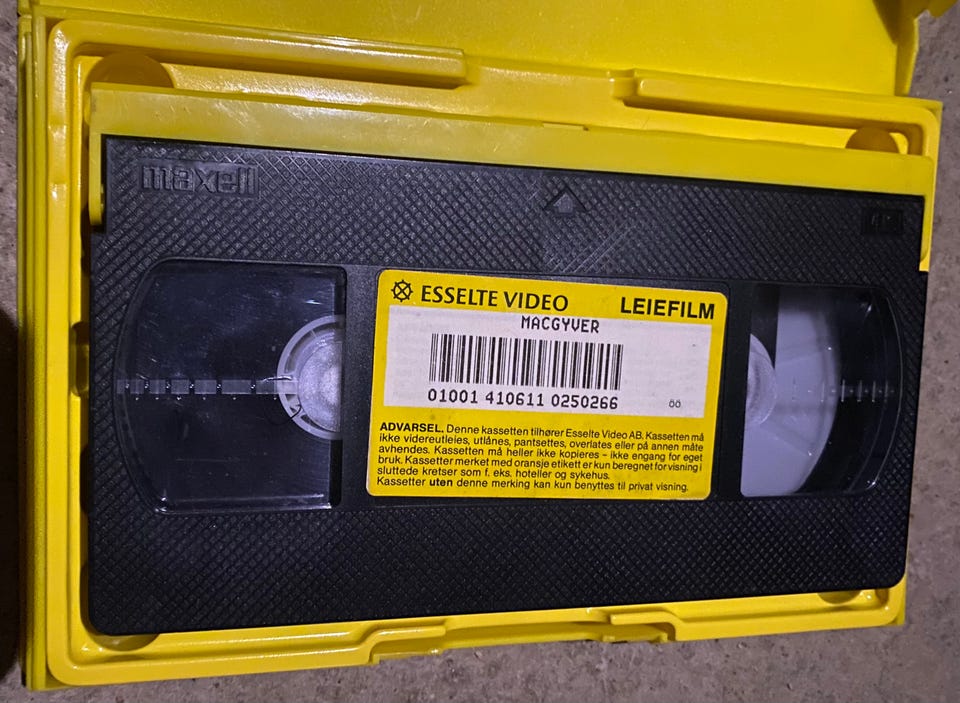 maxell
ESSELTE VIDEO LEIEFILM
MACGYVER
01001 410611 0250266 öö
ADVARSEL. Denne kassetten tilhører Esselte Video AB. Kassetten må
ikke videreutleies, utlånes, pantsettes, overlates eller på annen måte
avhendes. Kassetten må heller ikke kopieres – ikke engang for eget
bruk. Kassetter merket med oransje etikett er kun beregnet for visning i
sluttede kretser som f. eks. hoteller og sykehus.
Kassetter uten denne merking kan kun benyttes til privat visning.